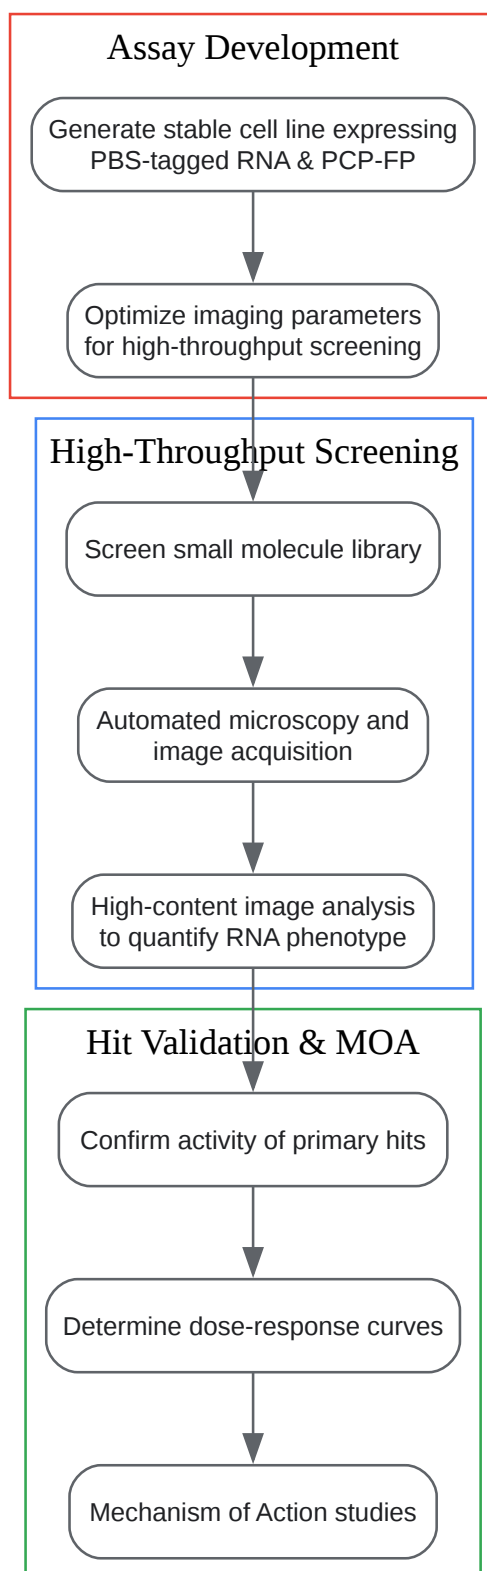 Assay Development
Generate stable cell line expressing
PBS-tagged RNA & PCP-FP
Optimize imaging parameters
for high-throughput screening
High-Throughput Screening
Screen small molecule library
Automated microscopy and
image acquisition
High-content image analysis
to quantify RNA phenotype
Hit Validation & MOA
Confirm activity of primary hits
Determine dose-response curves
Mechanism of Action studies